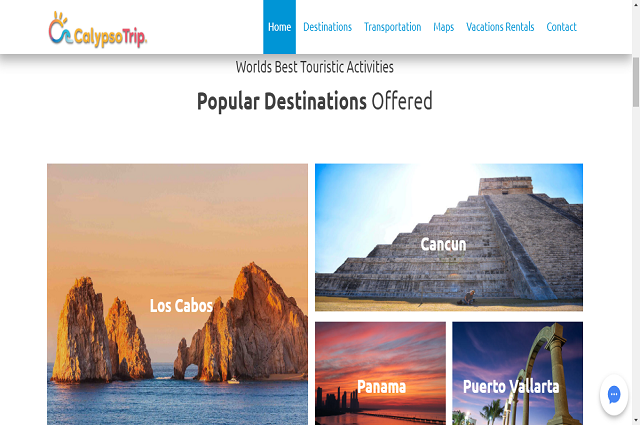 CalypsoTrip.
Home Destinations Transportation Maps Vacations Rentals Contact
Worlds Best Touristic Activities
Popular Destinations Offered
Los Cabos
Cancun
Panama
Puerto Vallarta